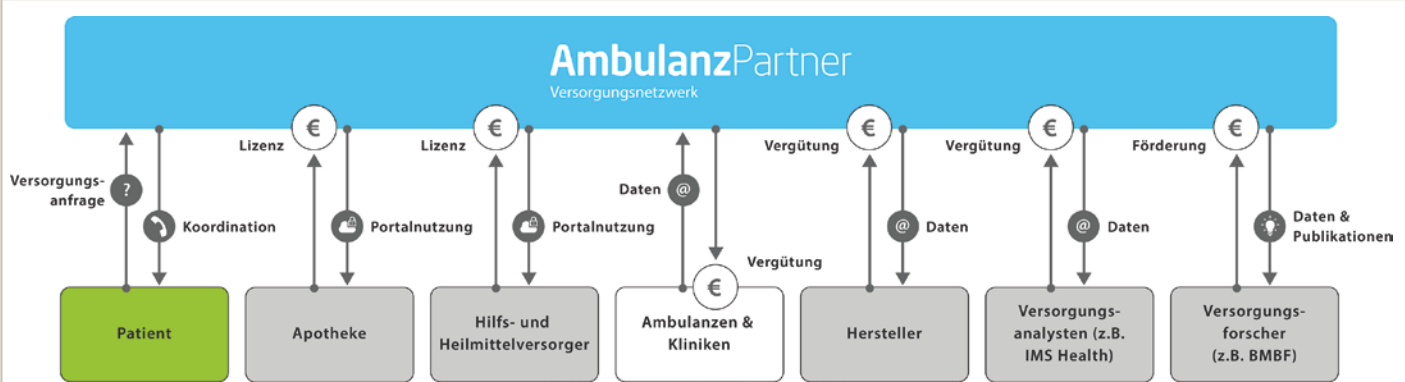 AmbulanzPartner
Versorgungsnetzwerk
€
€
€
€
€
Lizenz
Lizenz
Vergütung
Vergütung
Förderung
Versorgungs-
anfrage
?
Daten
@
Koordination
Portalnutzung
Portalnutzung
@
Daten
@
Daten
Daten &
Publikationen
Vergütung
€
Patient
Apotheke
Hilfs- und
Heilmittelversorger
Ambulanzen &
Kliniken
Hersteller
Versorgungs-
analysten (z.B.
IMS Health)
Versorgungs-
forscher
(z.B. BMBF)